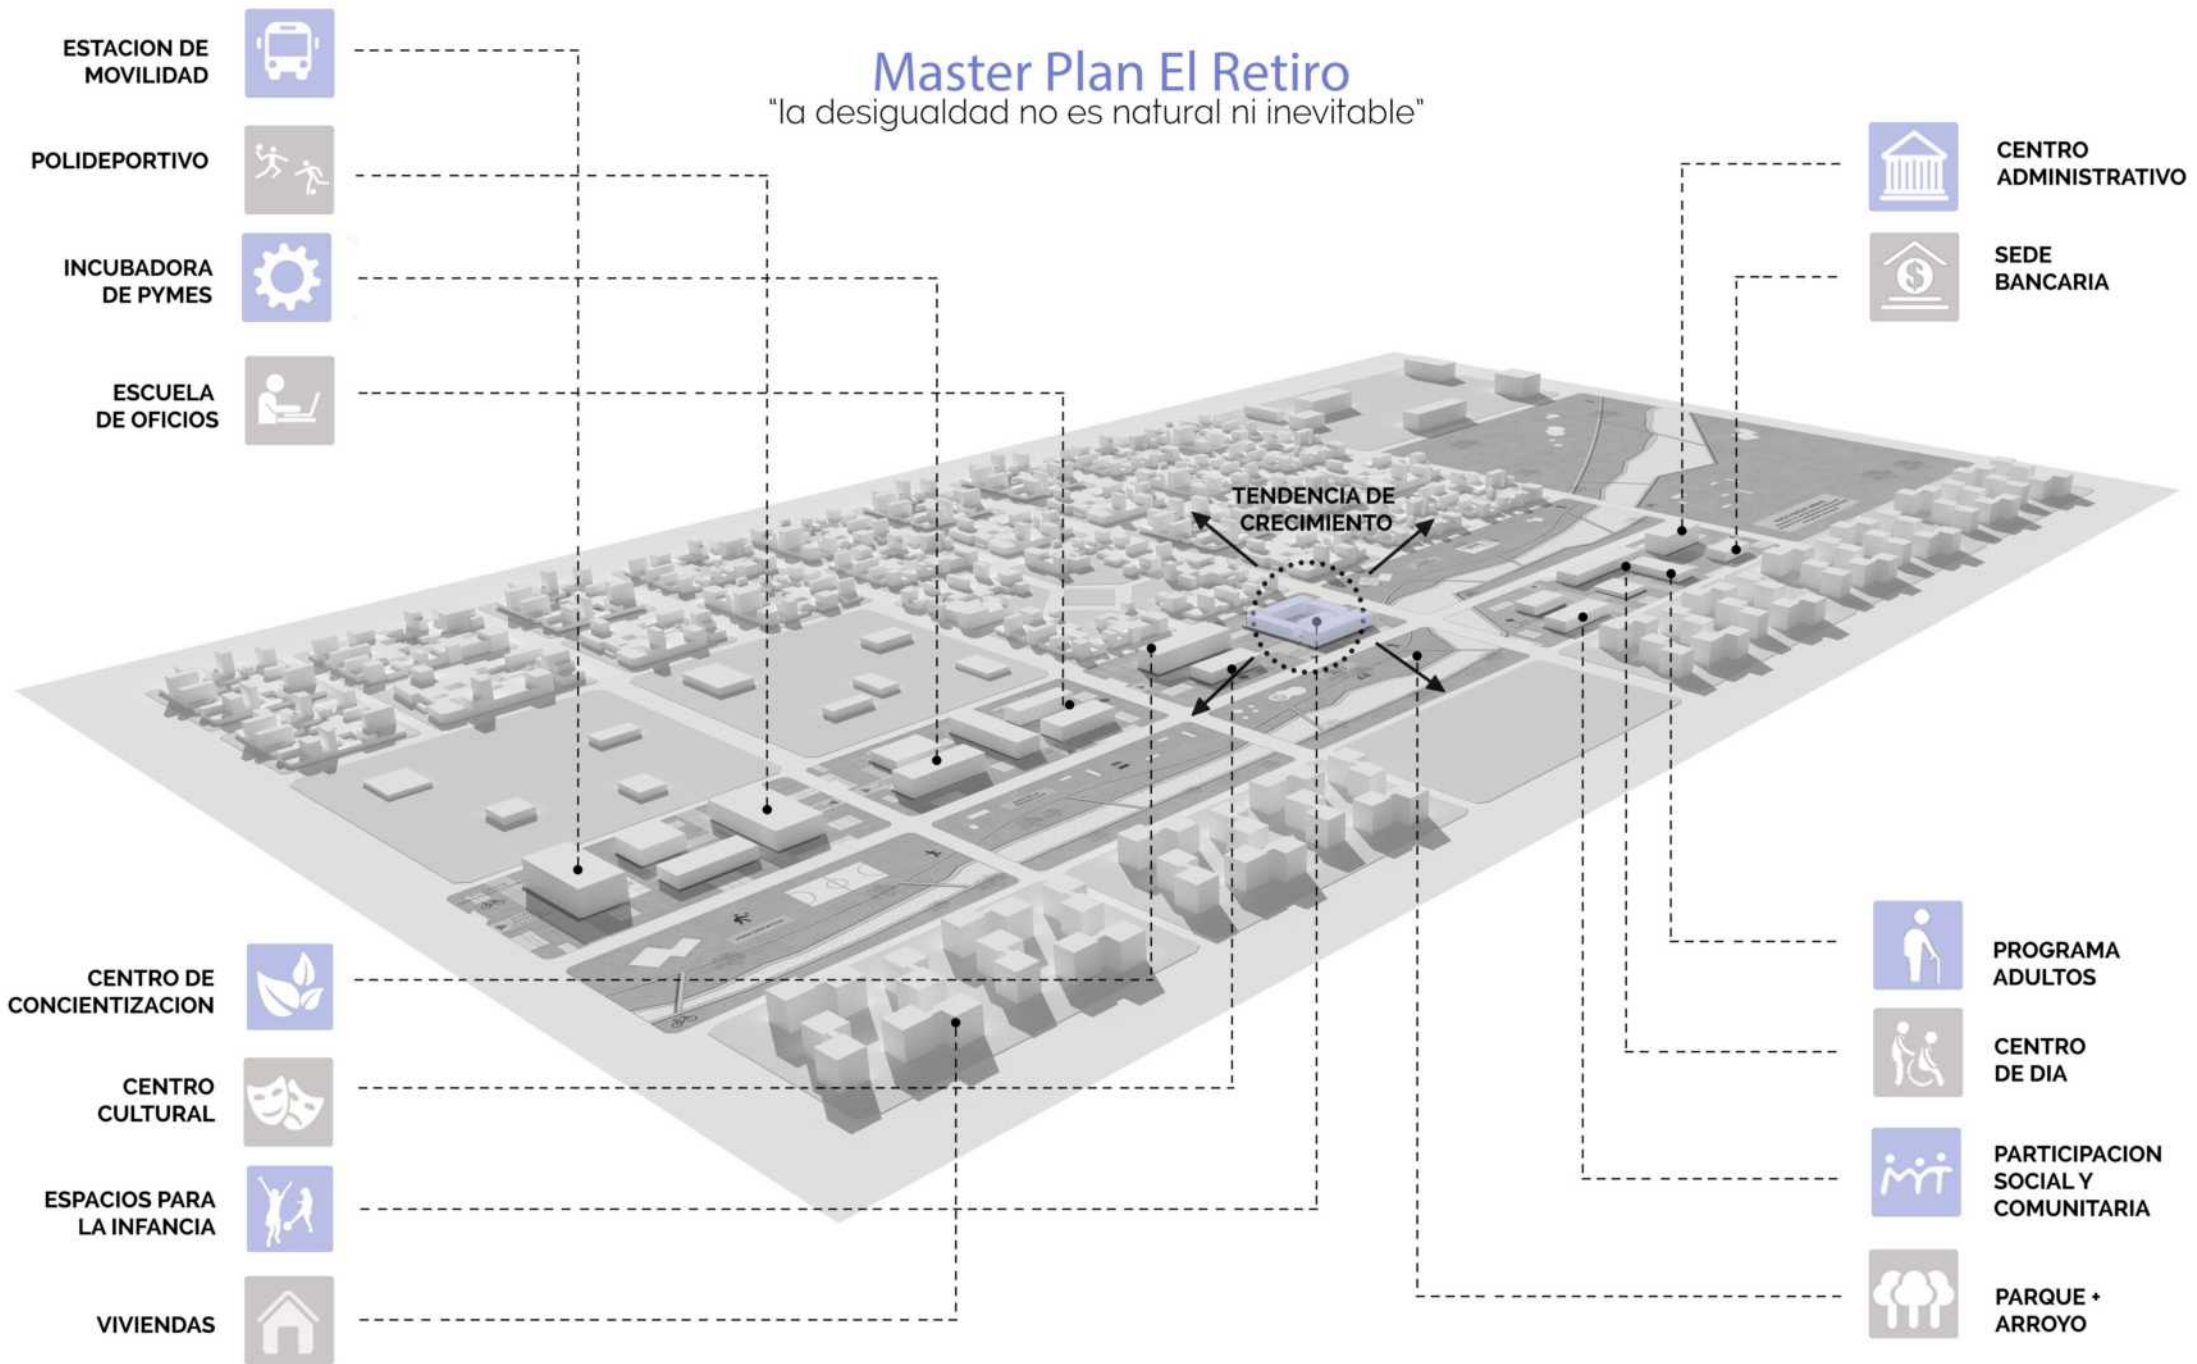 Master Plan El Retiro
"la desigualdad no es natural ni inevitable"
ESTACION DE
MOVILIDAD
POLIDEPORTIVO
INCUBADORA
DE PYMES
ESCUELA
DE OFICIOS
CENTRO
ADMINISTRATIVO
SEDE
BANCARIA
$
TENDENCIA DE
CRECIMIENTO
CENTRO DE
CONCIENTIZACION
CENTRO
CULTURAL
ESPACIOS PARA
LA INFANCIA
VIVIENDAS
PROGRAMA
ADULTOS
CENTRO
DE DIA
PARTICIPACION
SOCIAL Y
COMUNITARIA
PARQUE +
ARROYO